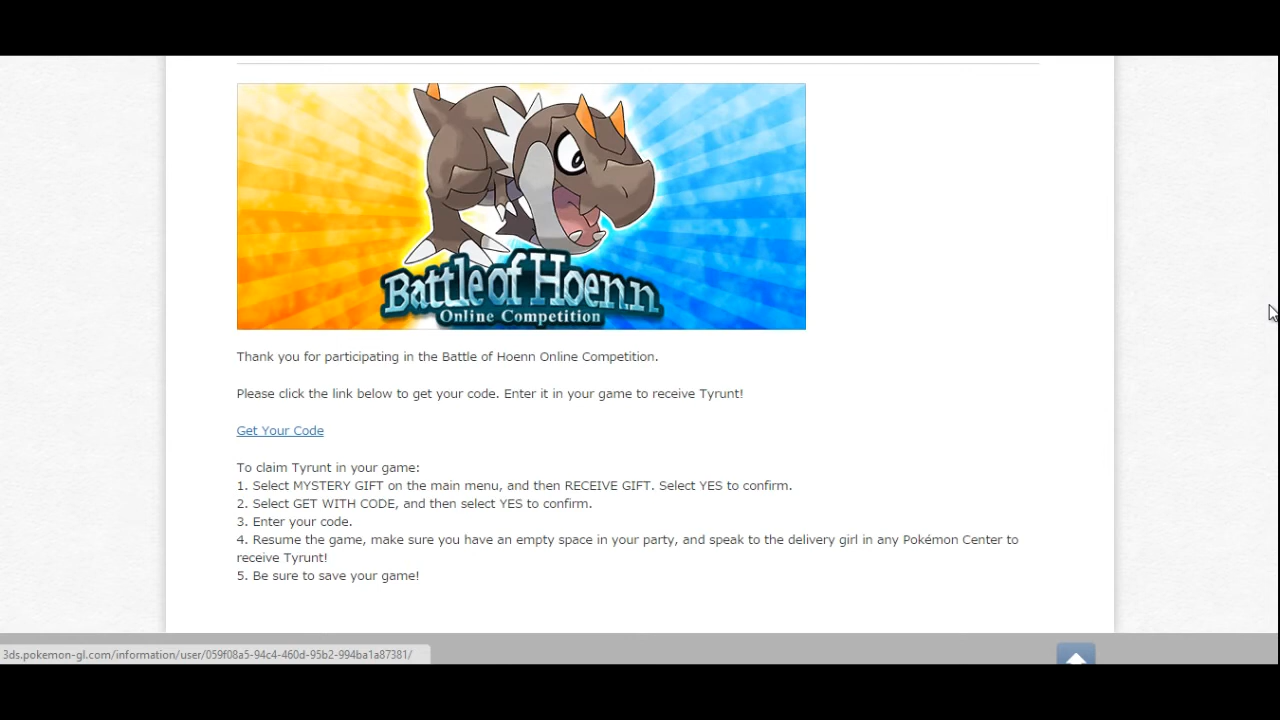 Battle of Hoenn
Online Competition
Thank you for participating in the Battle of Hoenn Online Competition.
Please click the link below to get your code. Enter it in your game to receive Tyrunt!
Get Your Code
To claim Tyrunt in your game:
1. Select MYSTERY GIFT on the main menu, and then RECEIVE GIFT. Select YES to confirm.
2. Select GET WITH CODE, and then select YES to confirm.
3. Enter your code.
4. Resume the game, make sure you have an empty space in your party, and speak to the delivery girl in any Pokémon Center to
receive Tyrunt!
5. Be sure to save your game!
3ds.pokemon-gl.com/information/user/059f08a5-94c4-460d-95b2-994ba1a87381/